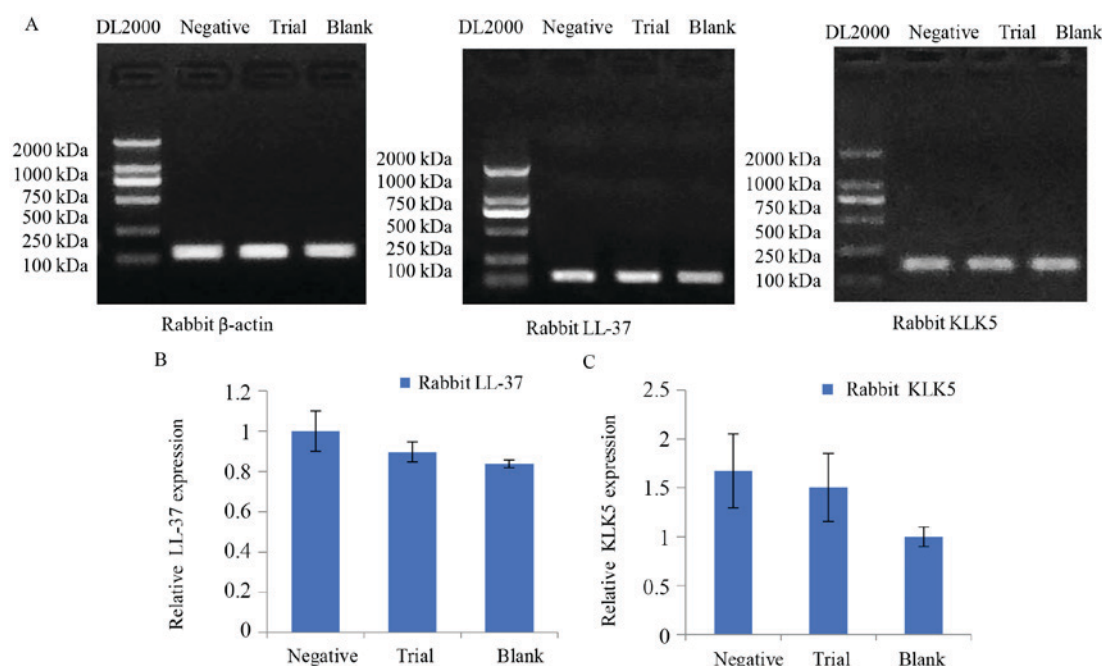 A
DL2000 Negative Trial Blank
2000 kDa
1000 kDa
750 kDa
500 kDa
250 kDa
100 kDa
Rabbit β-actin
DL2000 Negative Trial Blank
2000 kDa
1000 kDa
750 kDa
500 kDa
250 kDa
100 kDa
Rabbit LL-37
DL2000 Negative Trial Blank
2000 kDa
1000 kDa
750 kDa
500 kDa
250 kDa
100 kDa
Rabbit KLK5
B
Rabbit LL-37
Relative LL-37 expression
1.2
1
0.8
0.6
0.4
0.2
0
Negative Trial Blank
C
Rabbit KLK5
Relative KLK5 expression
2.5
2
1.5
1
0.5
0
Negative Trial Blank